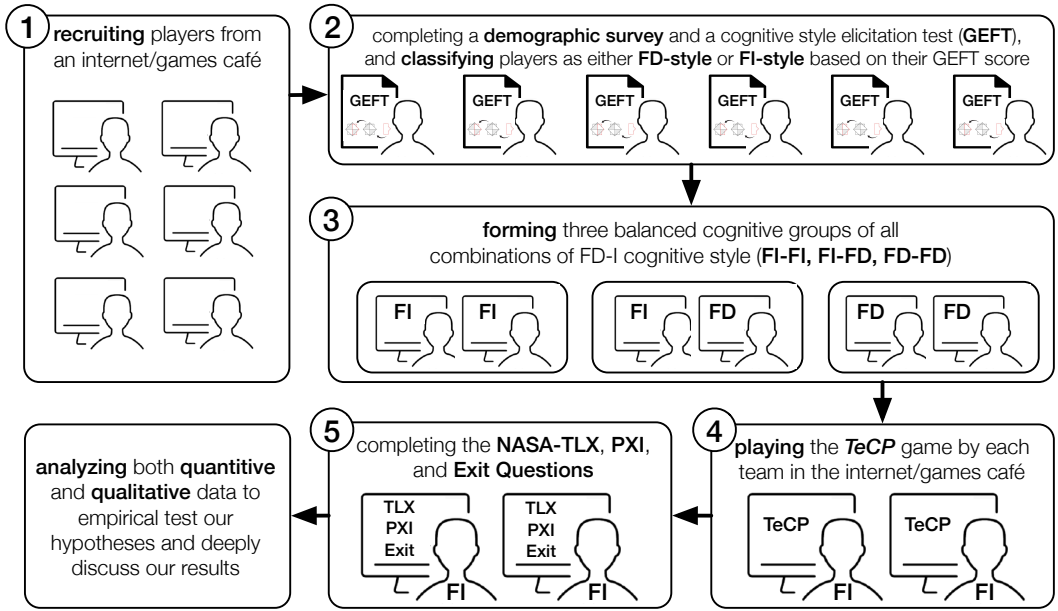 1
recruiting players from
an internet/games café
2
completing a demographic survey and a cognitive style elicitation test (GEFT),
and classifying players as either FD-style or FI-style based on their GEFT score
GEFT GEFT GEFT GEFT GEFT GEFT
3
forming three balanced cognitive groups of all
combinations of FD-I cognitive style (FI-FI, FI-FD, FD-FD)
FI FI FI FD FD FD
4
playing the TeCP game by each
team in the internet/games café
TeCP TeCP
FI FI
5
completing the NASA-TLX, PXI,
and Exit Questions
TLX TLX
PXI PXI
Exit Exit
FI FI
analyzing both quantitive
and qualitative data to
empirical test our
hypotheses and deeply
discuss our results